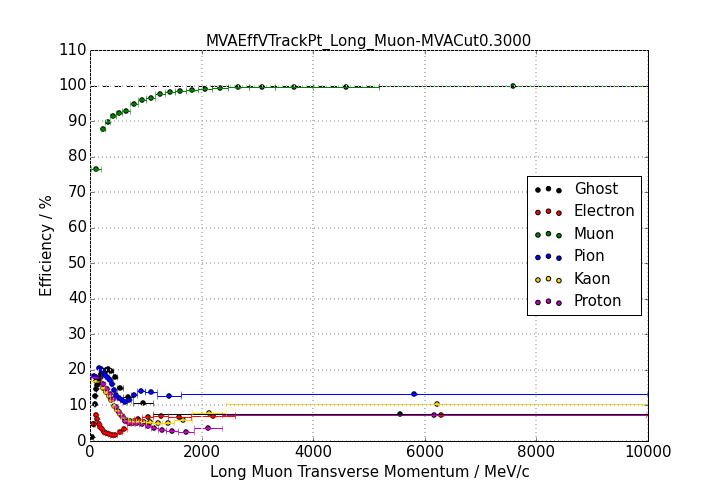 MVAEffVTrackPt_Long_Muon-MVACut0.3000
110
100
90
80
70
60
50
40
30
20
10
0
Efficiency / %
Ghost
Electron
Muon
Pion
Kaon
Proton
0 2000 4000 6000 8000 10000
Long Muon Transverse Momentum / MeV/c